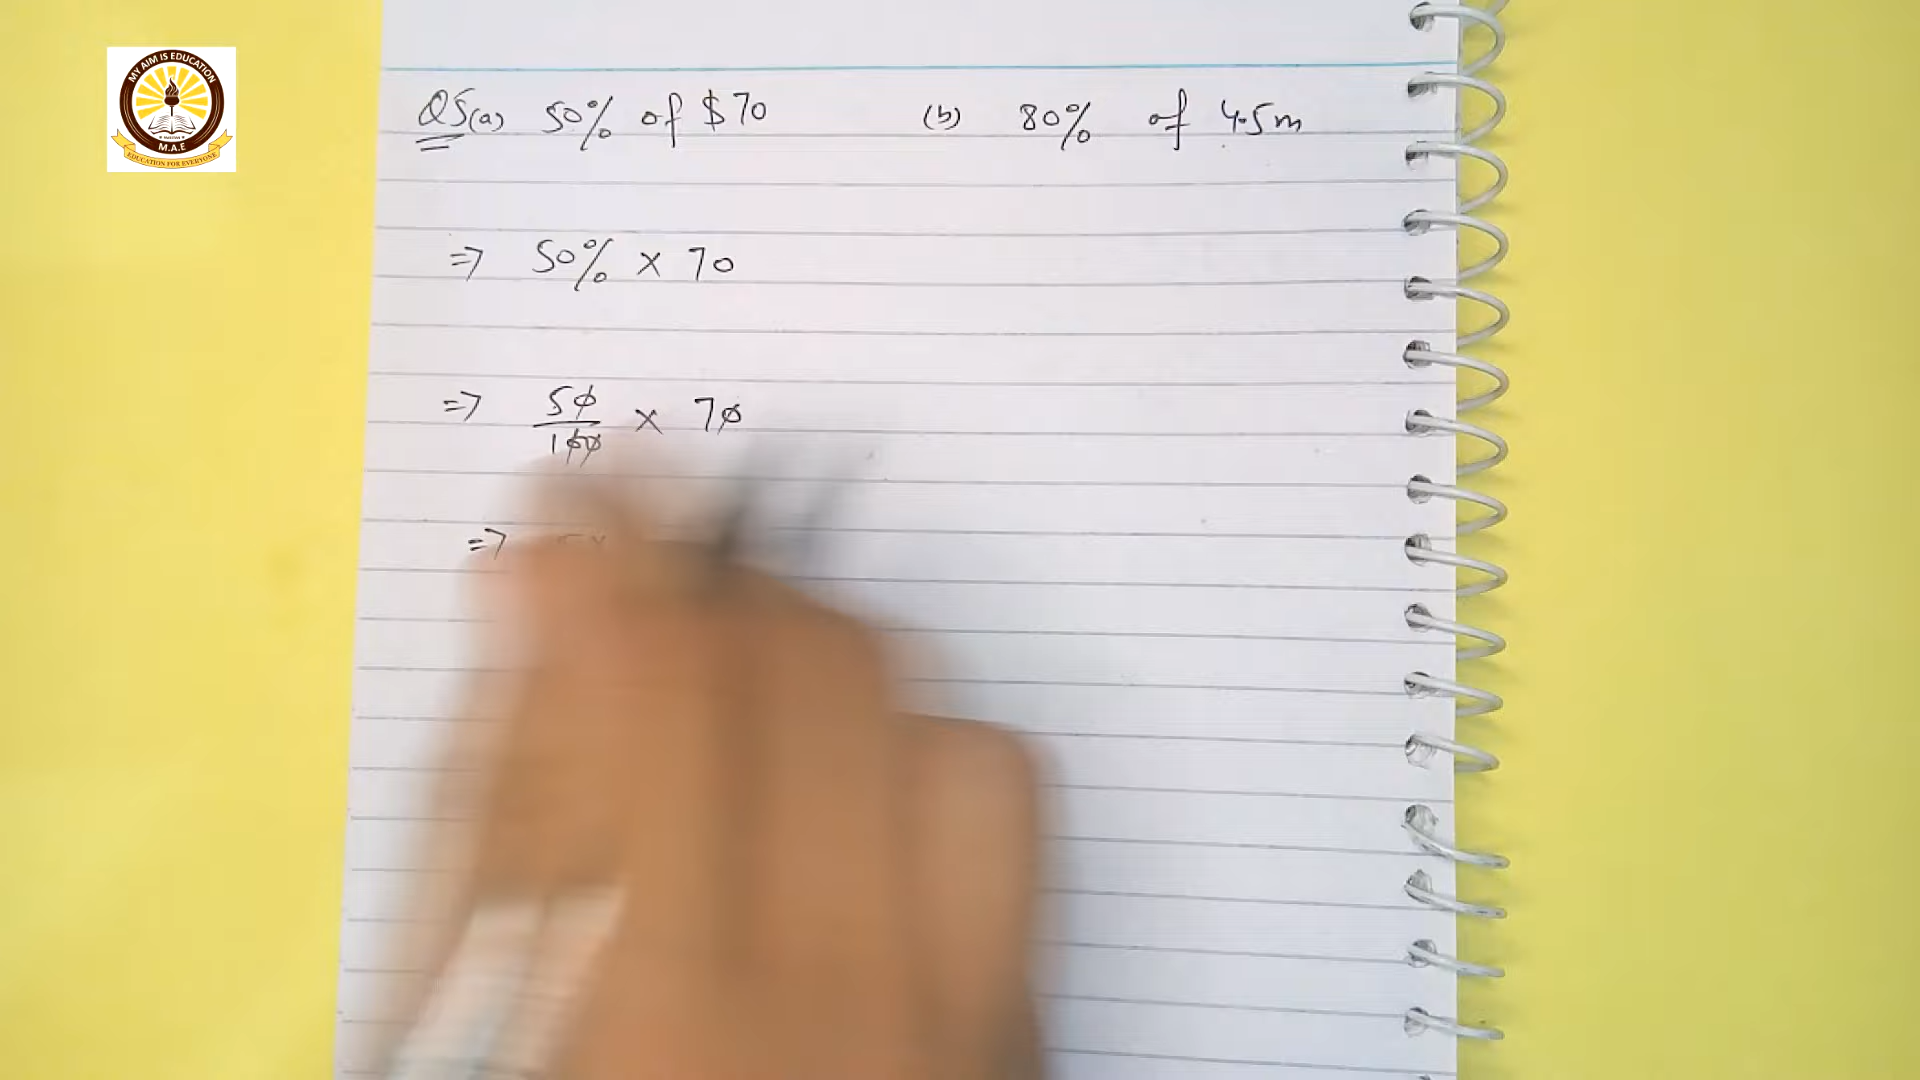 MY AIM IS EDUCATION
M.A.E
EDUCATION FOR EVERYONE
Q5(a) 50% of $70 (b) 80% of 4.5m
=> 50% × 70
=> 50/100 × 70
=> 5×